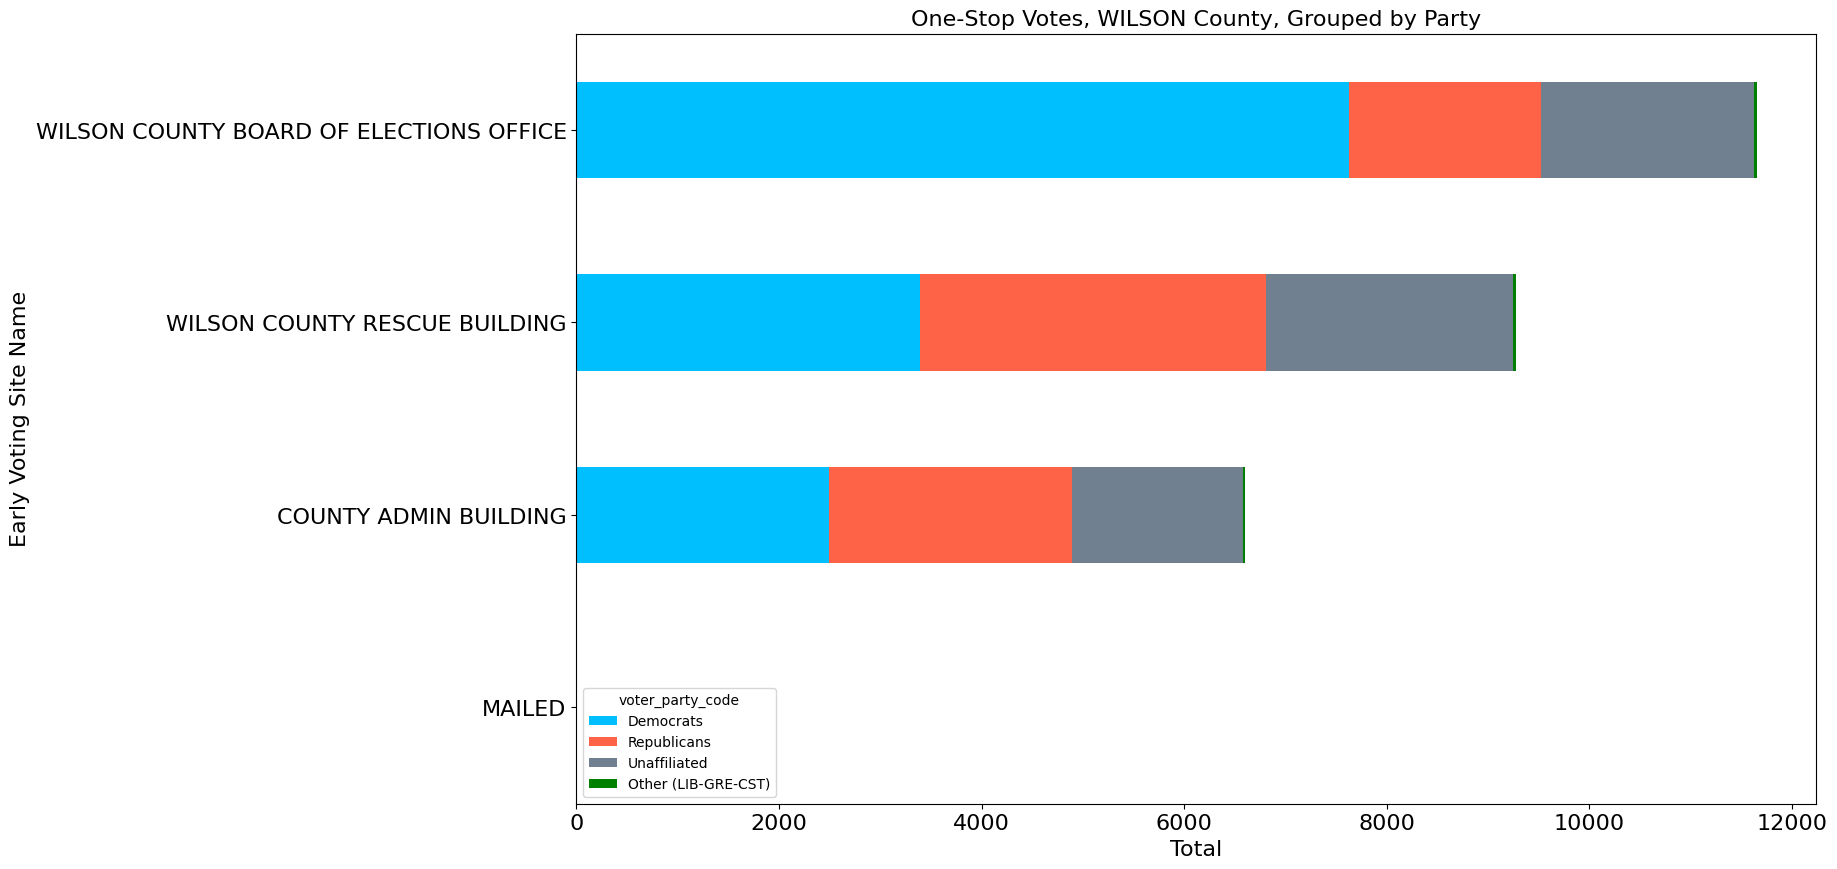 One-Stop Votes, WILSON County, Grouped by Party
Early Voting Site Name
WILSON COUNTY BOARD OF ELECTIONS OFFICE
WILSON COUNTY RESCUE BUILDING
COUNTY ADMIN BUILDING
MAILED
voter_party_code
Democrats
Republicans
Unaffiliated
Other (LIB-GRE-CST)
0 2000 4000 6000 8000 10000 12000
Total